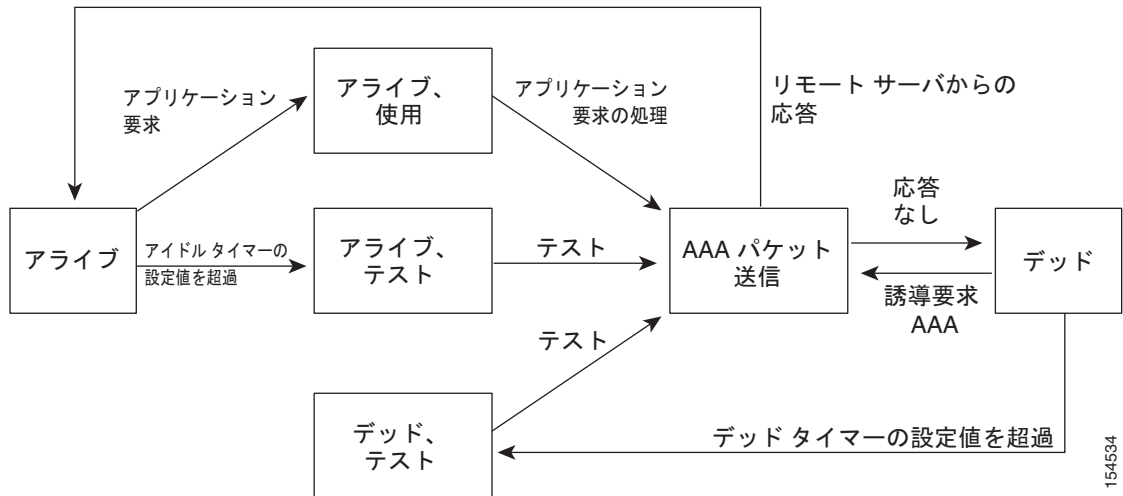 アプリケーション
要求
アライブ、
使用
アプリケーション
要求の処理
リモート サーバからの
応答
アライブ
アイドル タイマーの
設定値を超過
アライブ、
テスト
テスト
AAA パケット
送信
応答
なし
誘導要求
AAA
デッド
テスト
デッド、
テスト
デッド タイマーの設定値を超過
154534